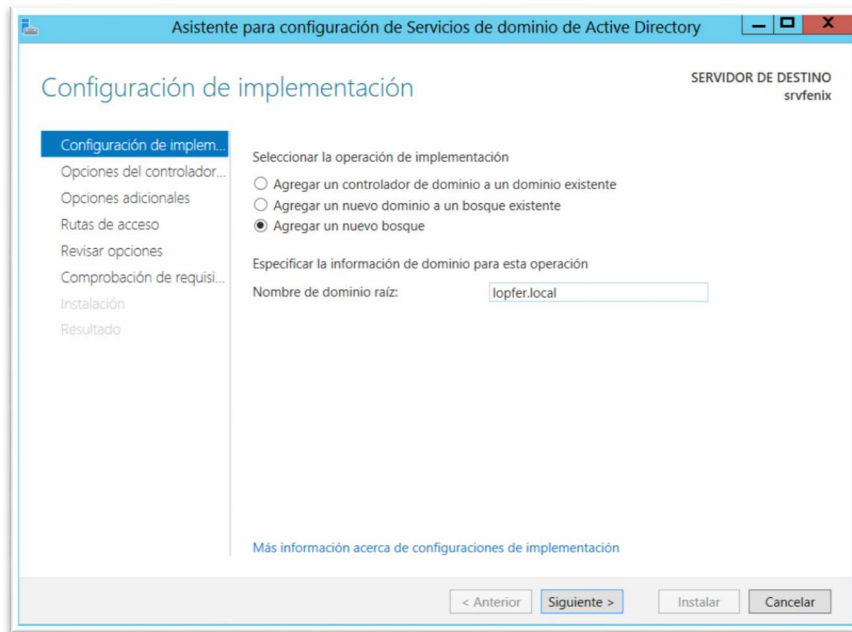 Asistente para configuración de Servicios de dominio de Active Directory
Configuración de implementación
SERVIDOR DE DESTINO
srvfenix
Configuración de implem...
Opciones del controlador...
Opciones adicionales
Rutas de acceso
Revisar opciones
Comprobación de requisi...
Instalación
Resultado
Seleccionar la operación de implementación
Agregar un controlador de dominio a un dominio existente
Agregar un nuevo dominio a un bosque existente
Agregar un nuevo bosque
Especificar la información de dominio para esta operación
Nombre de dominio raíz: lopfer.local
Más información acerca de configuraciones de implementación
< Anterior Siguiente > Instalar Cancelar